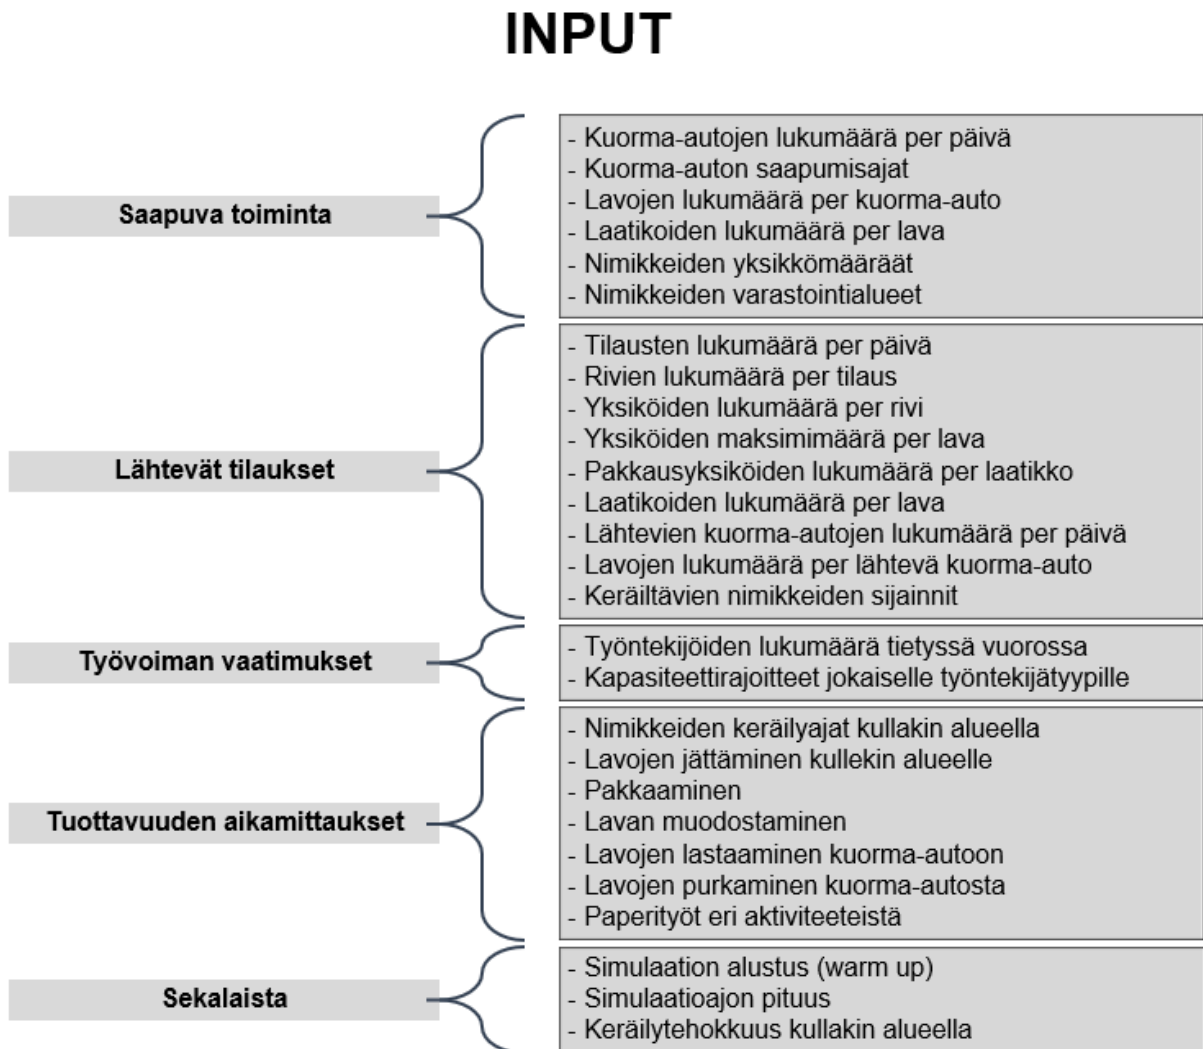 INPUT
Saapuva toiminta
- Kuorma-autojen lukumäärä per päivä
- Kuorma-auton saapumisajat
- Lavojen lukumäärä per kuorma-auto
- Laatikoiden lukumäärä per lava
- Nimikkeiden yksikkömääräät
- Nimikkeiden varastointialueet
Lähtevät tilaukset
- Tilausten lukumäärä per päivä
- Rivien lukumäärä per tilaus
- Yksiköiden lukumäärä per rivi
- Yksiköiden maksimimäärä per lava
- Pakkausyksiköiden lukumäärä per laatikko
- Laatikoiden lukumäärä per lava
- Lähtevien kuorma-autojen lukumäärä per päivä
- Lavojen lukumäärä per lähtevä kuorma-auto
- Keräiltävien nimikkeiden sijainnit
Työvoiman vaatimukset
- Työntekijöiden lukumäärä tietyssä vuorossa
- Kapasiteettirajoitteet jokaiselle työntekijätyypille
Tuottavuuden aikamittaukset
- Nimikkeiden keräilyajat kullakin alueella
- Lavojen jättäminen kullekin alueelle
- Pakkaaminen
- Lavan muodostaminen
- Lavojen lastaaminen kuorma-autoon
- Lavojen purkaminen kuorma-autosta
- Paperityöt eri aktiviteeteistä
Sekalaista
- Simulaation alustus (warm up)
- Simulaatioajon pituus
- Keräilytehokkuus kullakin alueella